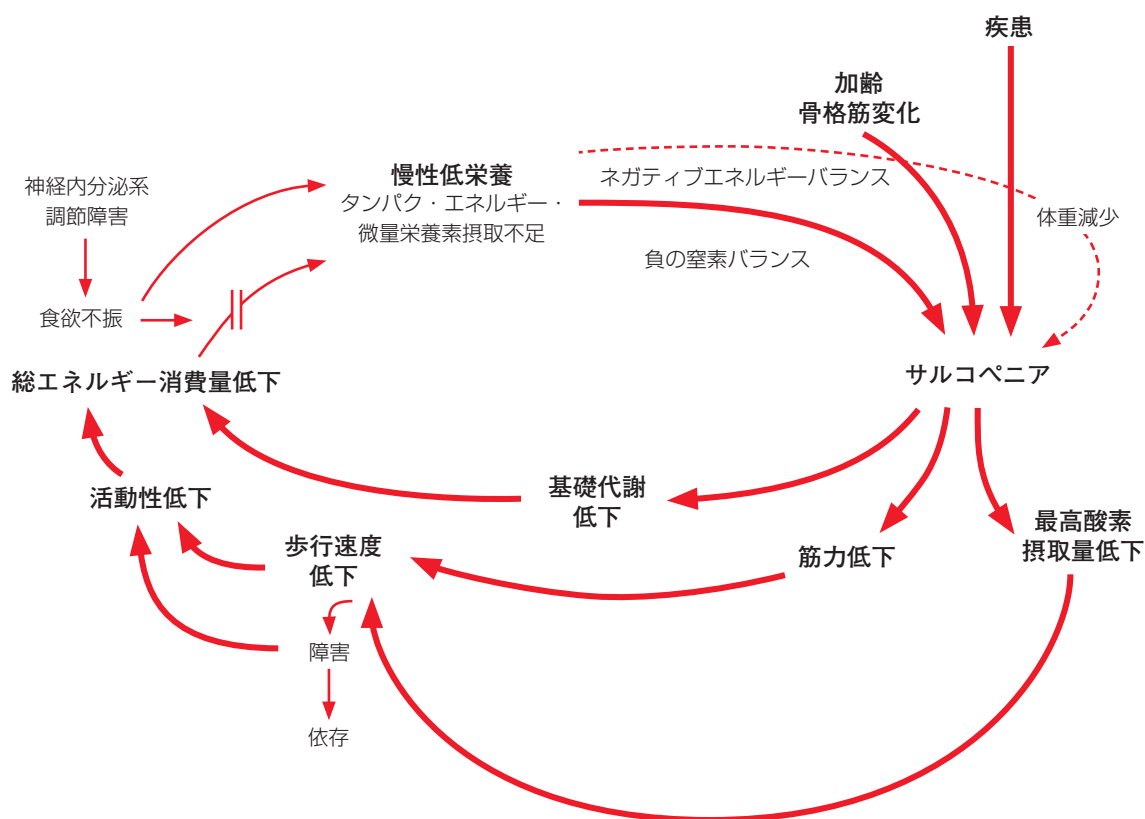 疾患
加齢
骨格筋変化
慢性低栄養
タンパク・エネルギー・
微量栄養素摂取不足
ネガティブエネルギーバランス
神経内分泌系
調節障害
体重減少
負の窒素バランス
食欲不振
総エネルギー消費量低下
サルコペニア
活動性低下
基礎代謝
低下
最高酸素
摂取量低下
歩行速度
低下
筋力低下
障害
依存